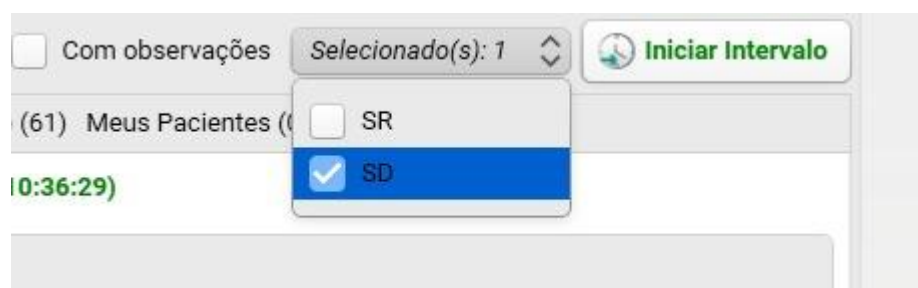 Com observações Selecionado(s): 1 Iniciar Intervalo
(61) Meus Pacientes (
SR
10:36:29)
SD